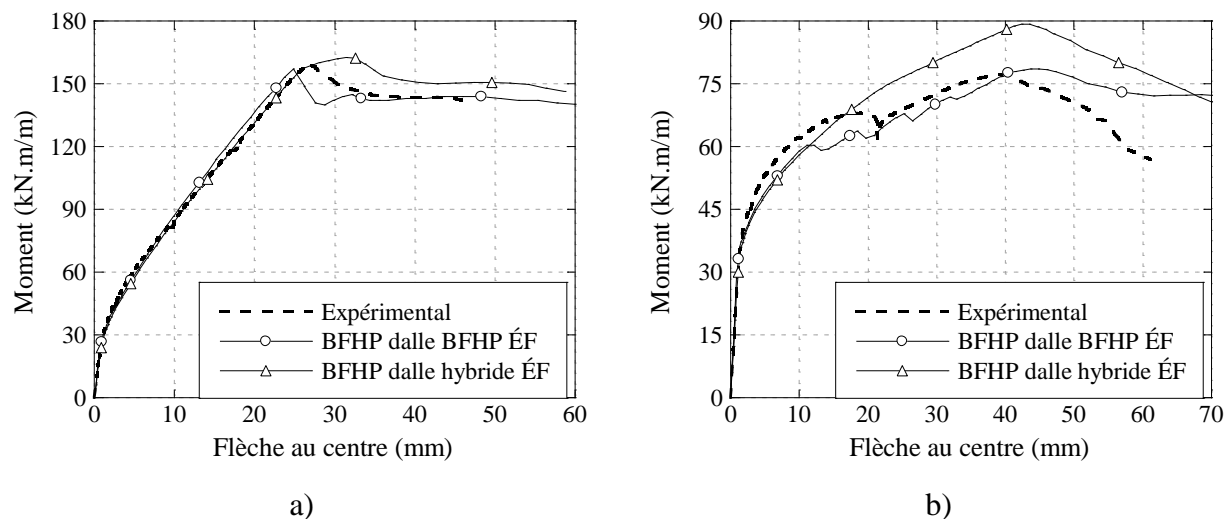 180
150
120
90
60
30
0
Moment (kN.m/m)
Expérimental
BFHP dalle BFHP ÉF
BFHP dalle hybride ÉF
0 10 20 30 40 50 60
Flèche au centre (mm)
a)
90
75
60
45
30
15
0
Moment (kN.m/m)
Expérimental
BFHP dalle BFHP ÉF
BFHP dalle hybride ÉF
0 10 20 30 40 50 60 70
Flèche au centre (mm)
b)